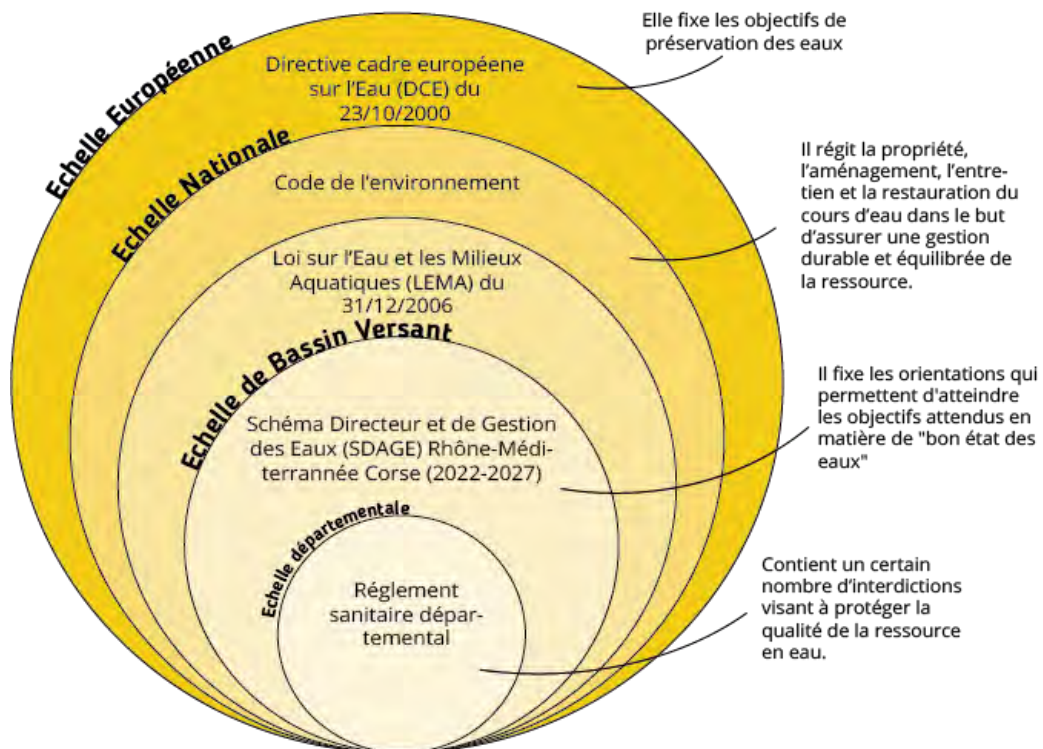 Elle fixe les objectifs de
préservation des eaux
Echelle Européenne
Directive cadre européene
sur l'Eau (DCE) du
23/10/2000
Echelle Nationale
Code de l'environnement
Il régit la propriété,
l'aménagement, l'entre-
tien et la restauration du
cours d'eau dans le but
d'assurer une gestion
durable et équilibrée de
la ressource.
Loi sur l'Eau et les Milieux
Aquatiques (LEMA) du
31/12/2006
Echelle de Bassin Versant
Schéma Directeur et de Gestion
des Eaux (SDAGE) Rhône-Médi-
terrannée Corse (2022-2027)
Il fixe les orientations qui
permettent d'atteindre
les objectifs attendus en
matière de "bon état des
eaux"
Echelle départementale
Réglement
sanitaire dépar-
temental
Contient un certain
nombre d'interdictions
visant à protéger la
qualité de la ressource
en eau.